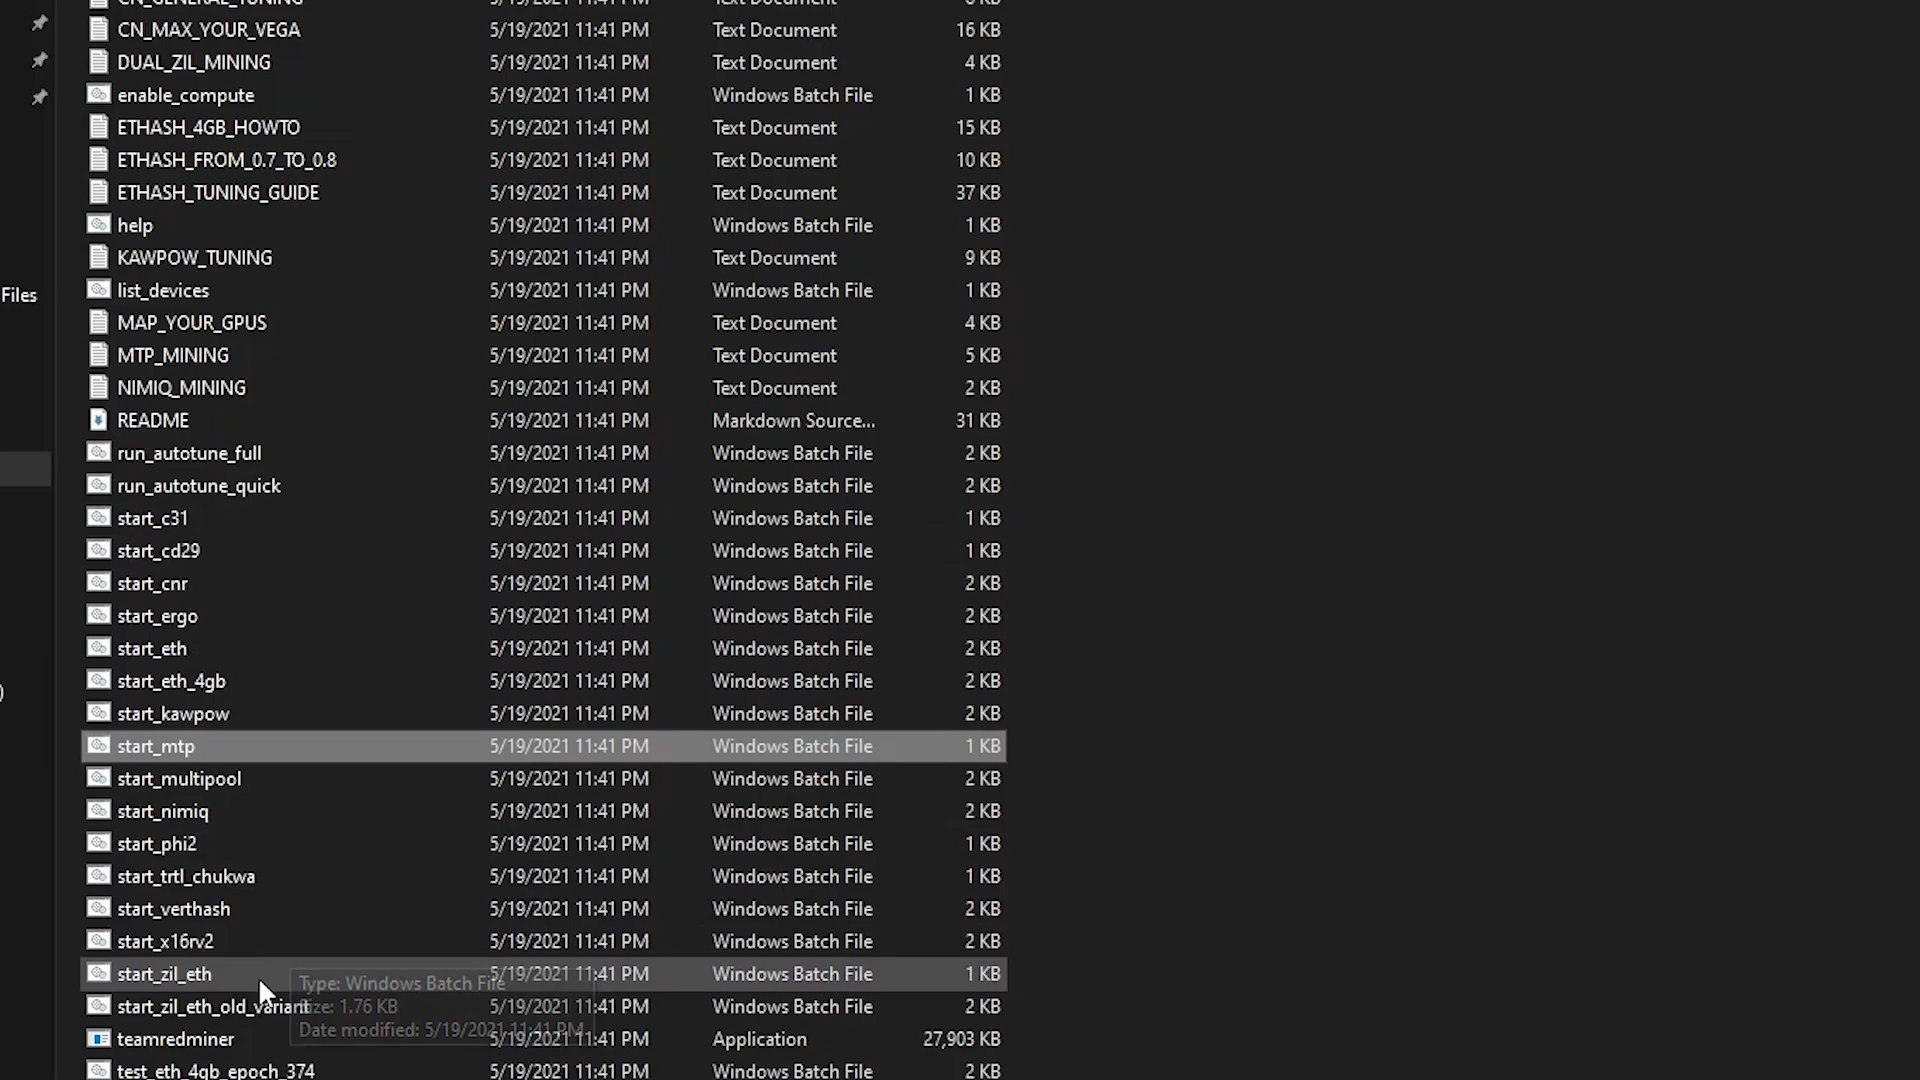 CN_GENERAL_TUNING 5/19/2021 11:41 PM Text Document 6 KB
CN_MAX_YOUR_VEGA 5/19/2021 11:41 PM Text Document 16 KB
DUAL_ZIL_MINING 5/19/2021 11:41 PM Text Document 4 KB
enable_compute 5/19/2021 11:41 PM Windows Batch File 1 KB
ETHASH_4GB_HOWTO 5/19/2021 11:41 PM Text Document 15 KB
ETHASH_FROM_0.7_TO_0.8 5/19/2021 11:41 PM Text Document 10 KB
ETHASH_TUNING_GUIDE 5/19/2021 11:41 PM Text Document 37 KB
help 5/19/2021 11:41 PM Windows Batch File 1 KB
KAWPOW_TUNING 5/19/2021 11:41 PM Text Document 9 KB
Files
list_devices 5/19/2021 11:41 PM Windows Batch File 1 KB
MAP_YOUR_GPUS 5/19/2021 11:41 PM Text Document 4 KB
MTP_MINING 5/19/2021 11:41 PM Text Document 5 KB
NIMIQ_MINING 5/19/2021 11:41 PM Text Document 2 KB
README 5/19/2021 11:41 PM Markdown Source... 31 KB
run_autotune_full 5/19/2021 11:41 PM Windows Batch File 2 KB
run_autotune_quick 5/19/2021 11:41 PM Windows Batch File 2 KB
start_c31 5/19/2021 11:41 PM Windows Batch File 1 KB
start_cd29 5/19/2021 11:41 PM Windows Batch File 1 KB
start_cnr 5/19/2021 11:41 PM Windows Batch File 2 KB
start_ergo 5/19/2021 11:41 PM Windows Batch File 2 KB
start_eth 5/19/2021 11:41 PM Windows Batch File 2 KB
start_eth_4gb 5/19/2021 11:41 PM Windows Batch File 2 KB
)
start_kawpow 5/19/2021 11:41 PM Windows Batch File 2 KB
start_mtp 5/19/2021 11:41 PM Windows Batch File 1 KB
start_multipool 5/19/2021 11:41 PM Windows Batch File 2 KB
start_nimiq 5/19/2021 11:41 PM Windows Batch File 2 KB
start_phi2 5/19/2021 11:41 PM Windows Batch File 1 KB
start_trtl_chukwa 5/19/2021 11:41 PM Windows Batch File 1 KB
start_verthash 5/19/2021 11:41 PM Windows Batch File 2 KB
start_x16rv2 5/19/2021 11:41 PM Windows Batch File 2 KB
start_zil_eth 5/19/2021 11:41 PM Windows Batch File 1 KB
Type: Windows Batch File
start_zil_eth_old_variant 5/19/2021 11:41 PM Windows Batch File 2 KB
Size: 1.76 KB
Date modified: 5/19/2021 11:41 PM
teamredminer 5/19/2021 11:41 PM Application 27,903 KB
test_eth_4gb_epoch_374 5/19/2021 11:41 PM Windows Batch File 2 KB